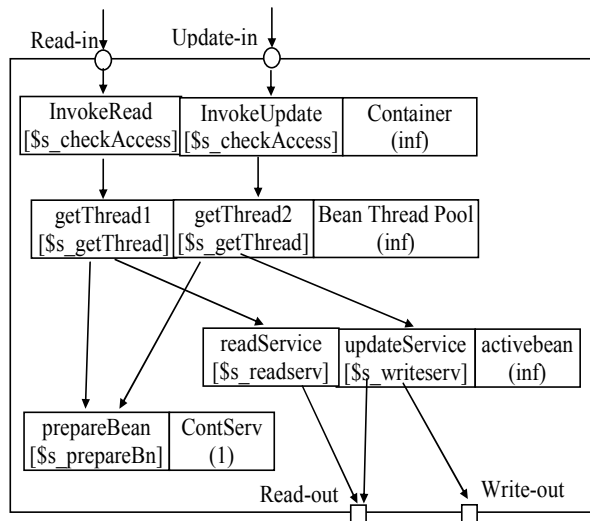 Read-in
Update-in
InvokeRead
[$s_checkAccess]
InvokeUpdate
[$s_checkAccess]
Container
(inf)
getThread1
[$s_getThread]
getThread2
[$s_getThread]
Bean Thread Pool
(inf)
readService
[$s_readserv]
updateService
[$s_writeserv]
activebean
(inf)
prepareBean
[$s_prepareBn]
ContServ
(1)
Read-out
Write-out